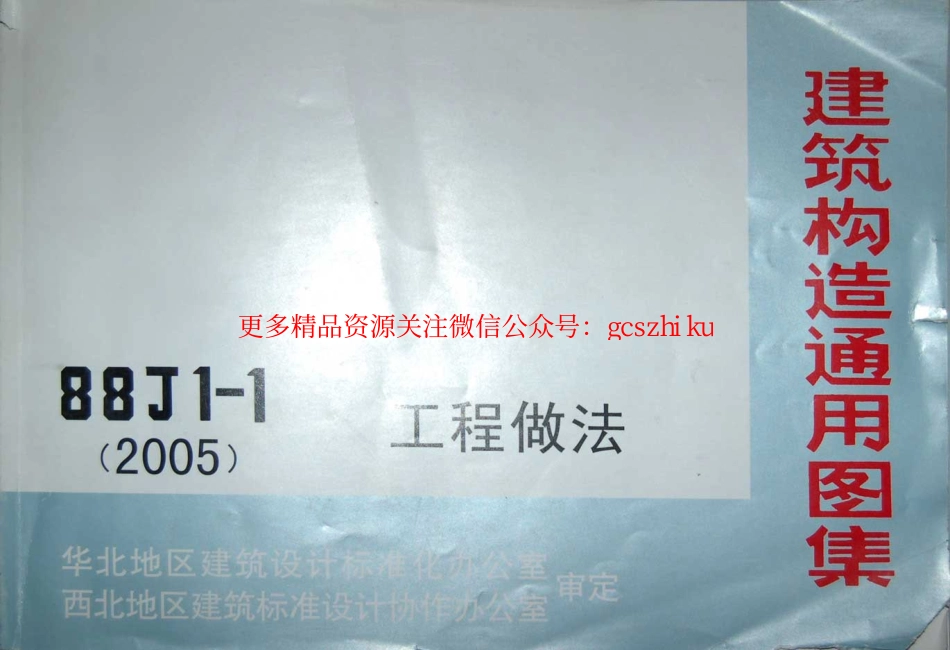 建筑构造通用图集
更多精品资源关注微信公众号：gcszhiku
88J1-1
(2005)
工程做法
华北地区建筑设计标准化办公室
西北地区建筑标准设计协作办公室
审定